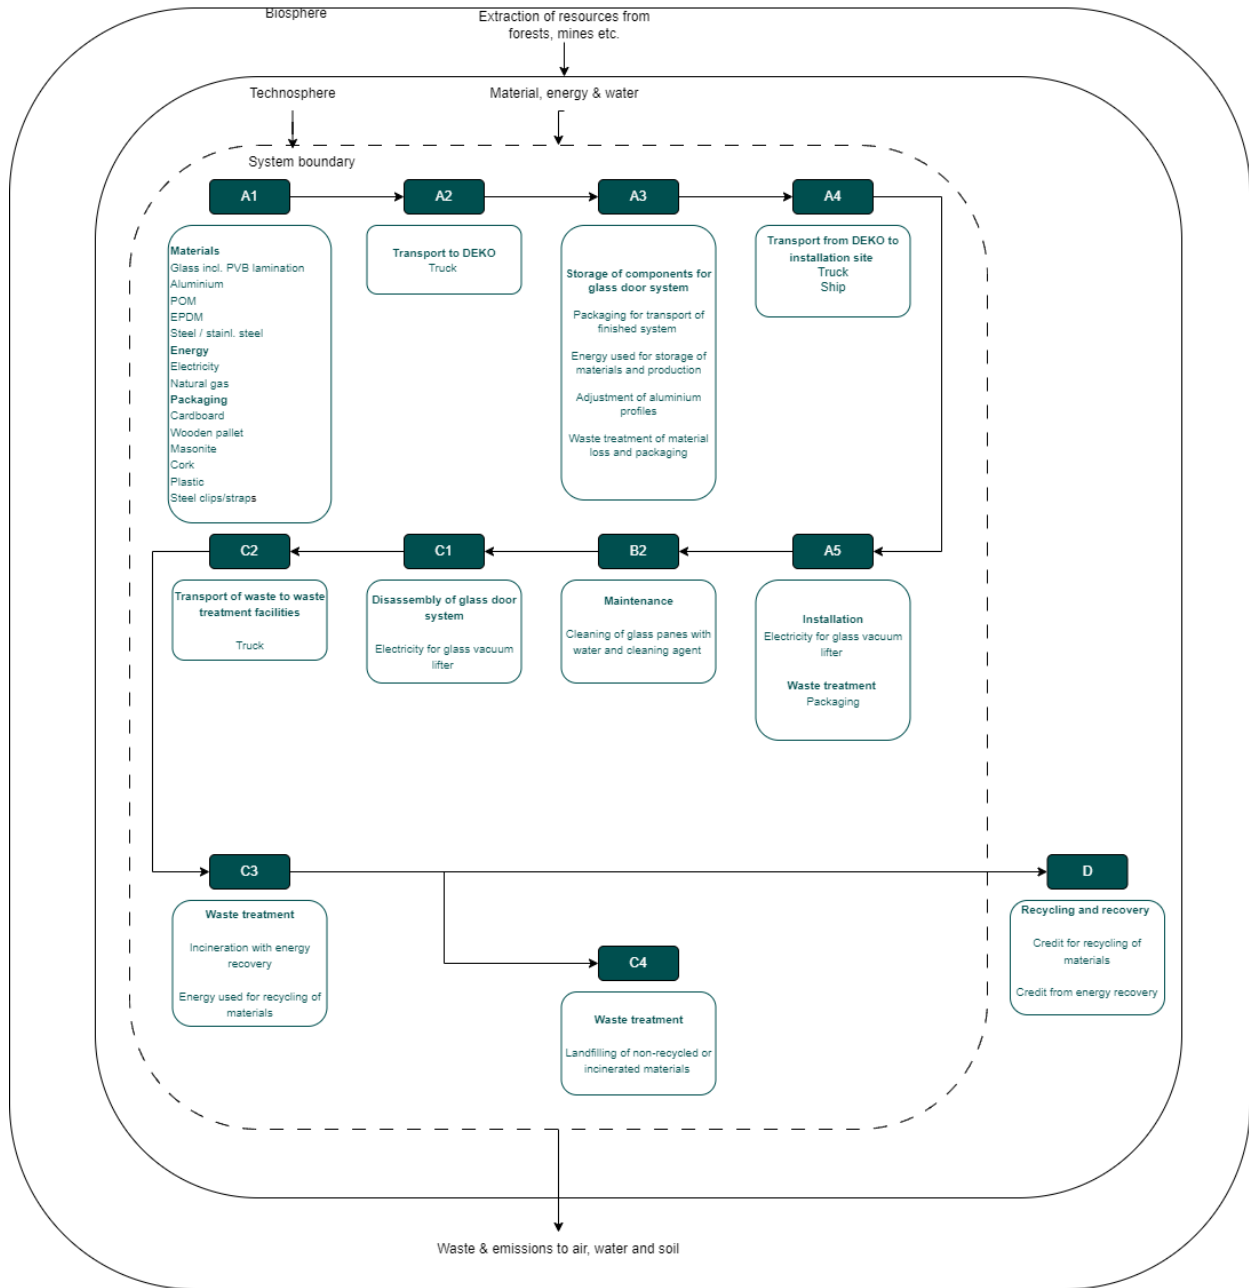 Biosphere
Extraction of resources from
forests, mines etc.
Technosphere
Material, energy & water
System boundary
A1
A2
A3
A4
Materials
Glass incl. PVB lamination
Aluminium
POM
EPDM
Steel / stainl. steel
Energy
Electricity
Natural gas
Packaging
Cardboard
Wooden pallet
Masonite
Cork
Plastic
Steel clips/straps
Transport to DEKO
Truck
Storage of components for
glass door system
Packaging for transport of
finished system
Energy used for storage of
materials and production
Adjustment of aluminium
profiles
Waste treatment of material
loss and packaging
Transport from DEKO to
installation site
Truck
Ship
C2
C1
B2
A5
Transport of waste to waste
treatment facilities
Truck
Disassembly of glass door
system
Electricity for glass vacuum
lifter
Maintenance
Cleaning of glass panes with
water and cleaning agent
Installation
Electricity for glass vacuum
lifter
Waste treatment
Packaging
C3
D
Waste treatment
Incineration with energy
recovery
Energy used for recycling of
materials
C4
Waste treatment
Landfilling of non-recycled or
incinerated materials
Recycling and recovery
Credit for recycling of
materials
Credit from energy recovery
Waste & emissions to air, water and soil